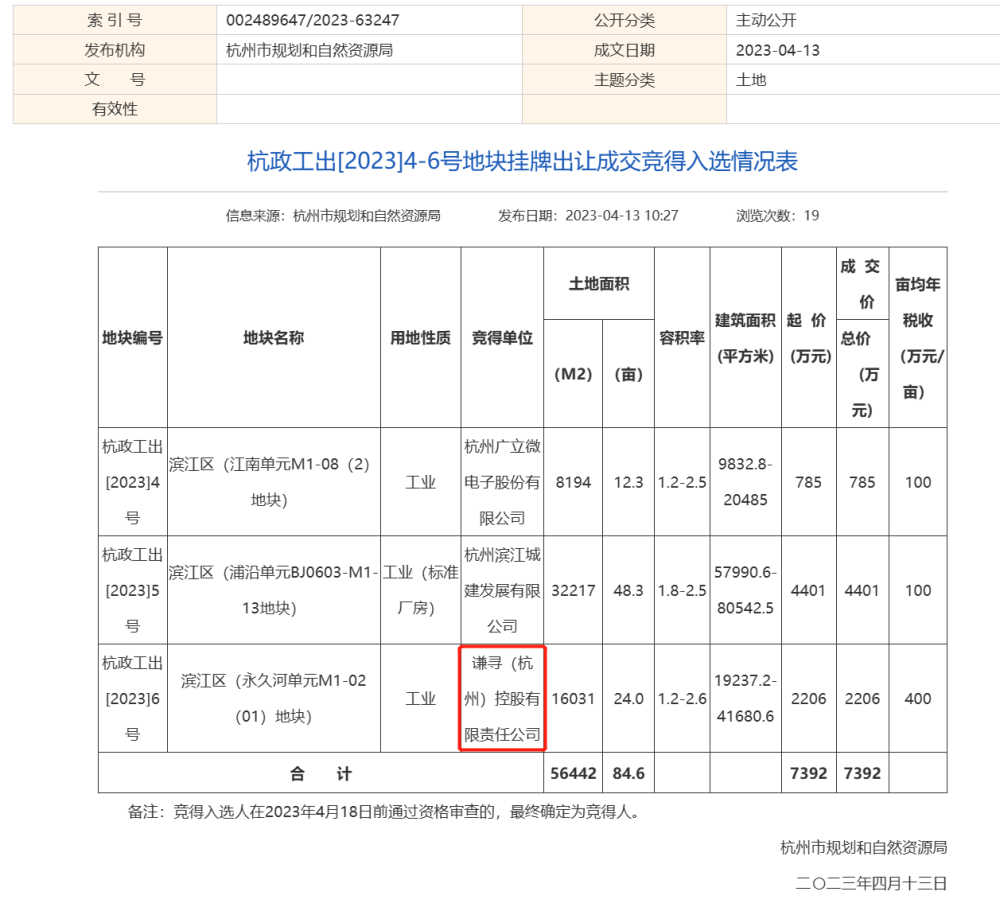 索 引 号 002489647/2023-63247 公开分类 主动公开
发布机构 杭州市规划和自然资源局 成文日期 2023-04-13
文 号 主题分类 土地
有效性
杭政工出[2023]4-6号地块挂牌出让成交竞得入选情况表
信息来源：杭州市规划和自然资源局 发布日期：2023-04-13 10:27 浏览次数：19
地块编号
地块名称
用地性质
竞得单位
土地面积
（M2）
（亩）
容积率
建筑面积
(平方米)
起 价
(万元)
成 交
价
总价
（万
元)
亩均年
税收
（万元/
亩）
杭政工出
[2023]4
号
滨江区（江南单元M1-08（2）
地块）
工业
杭州广立微
电子股份有
限公司
8194
12.3
1.2-2.5
9832.8-
20485
785
785
100
杭政工出
[2023]5
号
滨江区（浦沿单元BJ0603-M1-
13地块）
工业（标准
厂房）
杭州滨江城
建发展有限
公司
32217
48.3
1.8-2.5
57990.6-
80542.5
4401
4401
100
杭政工出
[2023]6
号
滨江区（永久河单元M1-02
（01）地块）
工业
谦寻（杭
州）控股有
限责任公司
16031
24.0
1.2-2.6
19237.2-
41680.6
2206
2206
400
合 计 56442 84.6 7392 7392
备注：竞得入选人在2023年4月18日前通过资格审查的，最终确定为竞得人。
杭州市规划和自然资源局
二〇二三年四月十三日